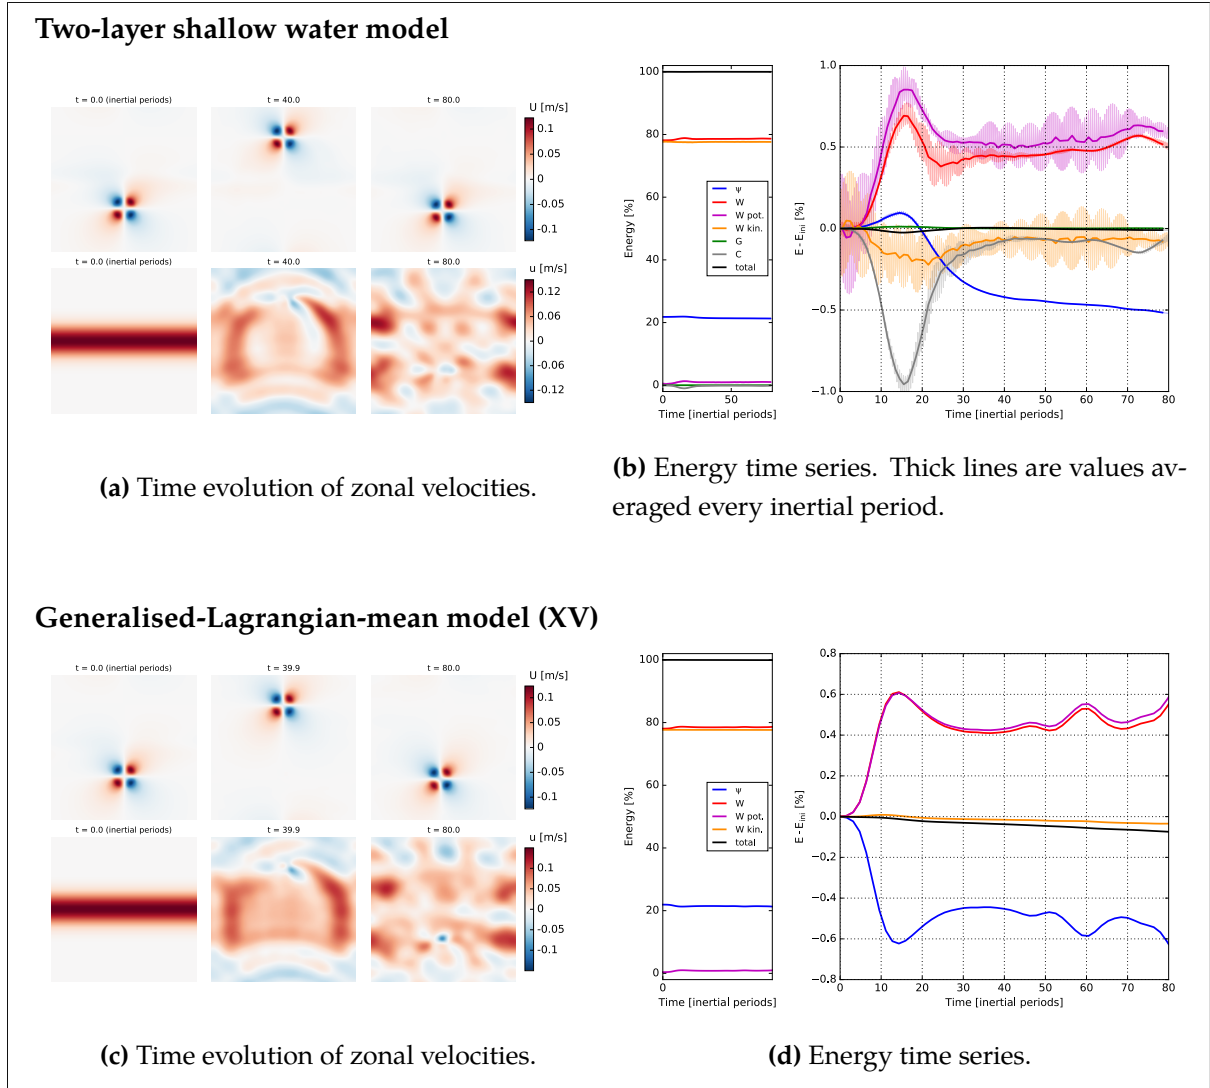 Two-layer shallow water model
t = 0.0 (inertial periods)
t = 40.0
t = 80.0
U [m/s]
0.1
0.05
0
-0.05
-0.1
t = 0.0 (inertial periods)
t = 40.0
t = 80.0
u [m/s]
0.12
0.06
0
-0.06
-0.12
(a) Time evolution of zonal velocities.
Energy [%]
100
80
60
40
20
0
0
50
Time [inertial periods]
ψ
W
W pot.
W kin.
G
C
total
E - Eini [%]
1.0
0.5
0.0
−0.5
−1.0
0 10 20 30 40 50 60 70 80
Time [inertial periods]
(b) Energy time series. Thick lines are values av-
eraged every inertial period.
Generalised-Lagrangian-mean model (XV)
t = 0.0 (inertial periods)
t = 39.9
t = 80.0
U [m/s]
0.1
0.05
0
-0.05
-0.1
t = 0.0 (inertial periods)
t = 39.9
t = 80.0
u [m/s]
0.1
0.05
0
-0.05
-0.1
(c) Time evolution of zonal velocities.
Energy [%]
100
80
60
40
20
0
0
Time [inertial periods]
ψ
W
W pot.
W kin.
total
E - Eini [%]
0.8
0.6
0.4
0.2
0.0
−0.2
−0.4
−0.6
−0.8
0 10 20 30 40 50 60 70 80
Time [inertial periods]
(d) Energy time series.